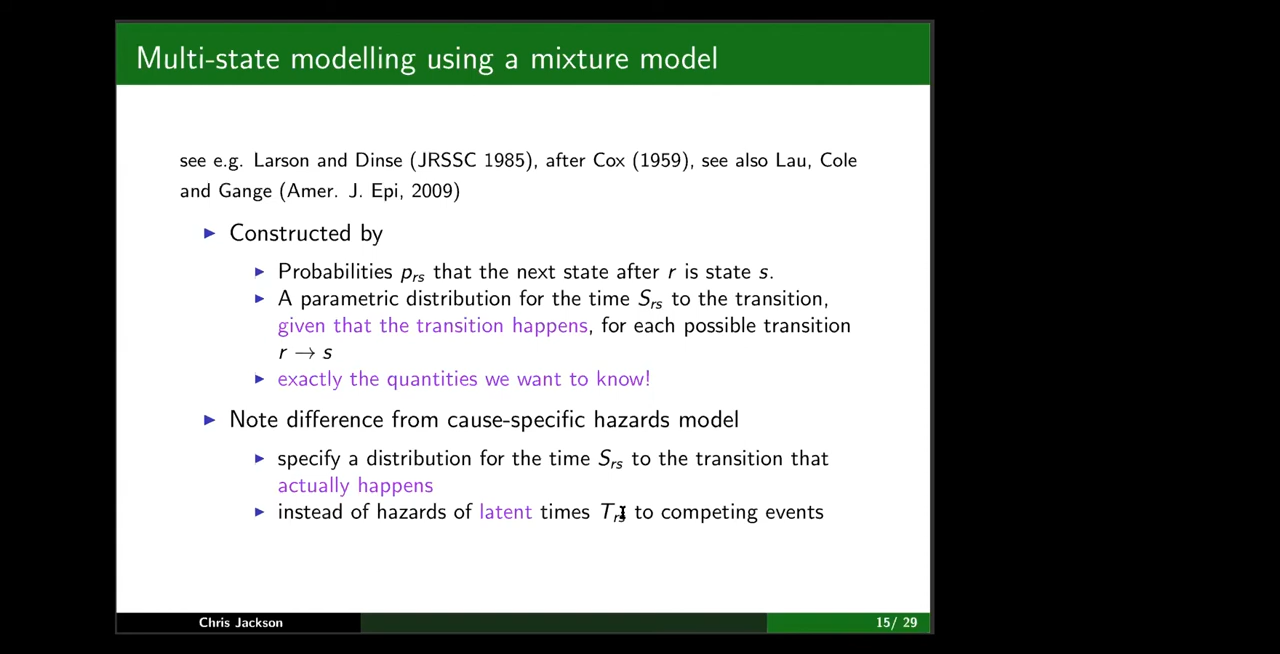 Multi-state modelling using a mixture model
see e.g. Larson and Dinse (JRSSC 1985), after Cox (1959), see also Lau, Cole
and Gange (Amer. J. Epi, 2009)
▶ Constructed by
▶ Probabilities p_rs that the next state after r is state s.
▶ A parametric distribution for the time S_rs to the transition,
given that the transition happens, for each possible transition
r → s
▶ exactly the quantities we want to know!
▶ Note difference from cause-specific hazards model
▶ specify a distribution for the time S_rs to the transition that
actually happens
▶ instead of hazards of latent times T_rs to competing events
Chris Jackson
15/ 29